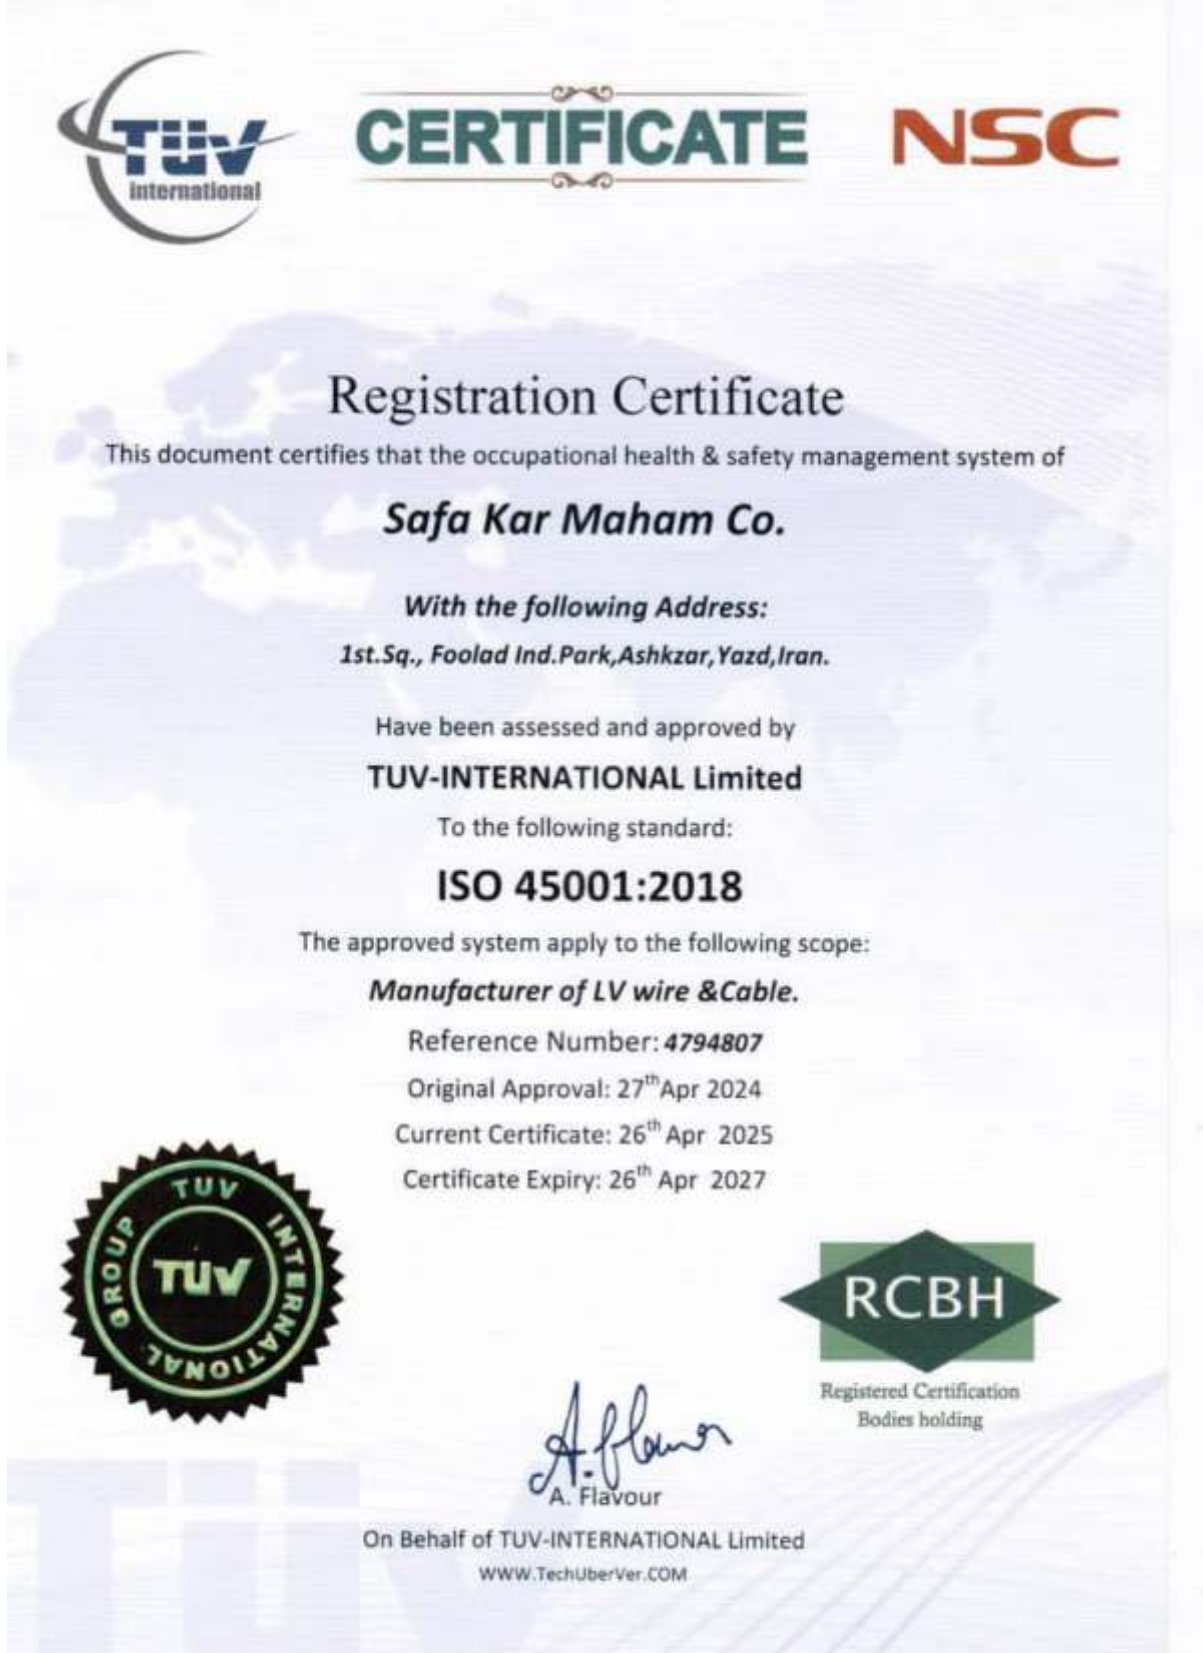 TÜV
international
CERTIFICATE
NSC
Registration Certificate
This document certifies that the occupational health & safety management system of
Safa Kar Maham Co.
With the following Address:
1st.Sq., Foolad Ind.Park,Ashkzar,Yazd,Iran.
Have been assessed and approved by
TUV-INTERNATIONAL Limited
To the following standard:
ISO 45001:2018
The approved system apply to the following scope:
Manufacturer of LV wire &Cable.
Reference Number: 4794807
Original Approval: 27th Apr 2024
Current Certificate: 26th Apr 2025
Certificate Expiry: 26th Apr 2027
TUV INTERNATIONAL GROUP
TÜV
RCBH
Registered Certification
Bodies holding
A. Flavour
A. Flavour
On Behalf of TUV-INTERNATIONAL Limited
WWW.TechUberVer.COM
TÜV